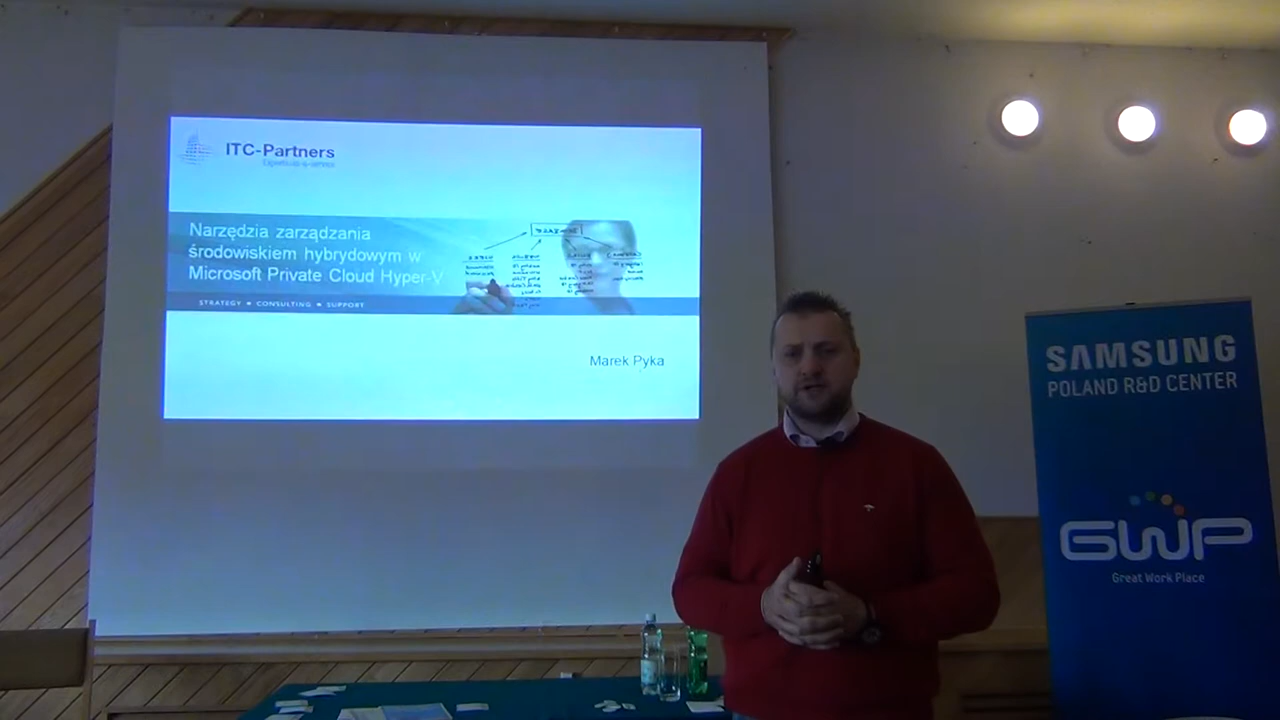 ITC-Partners
Narzędzia zarządzania
środowiskiem hybrydowym w
Microsoft Private Cloud Hyper-V
STRATEGY CONSULTING SUPPORT
Marek Pyka
SAMSUNG
POLAND R&D CENTER
GWP
Great Work Place